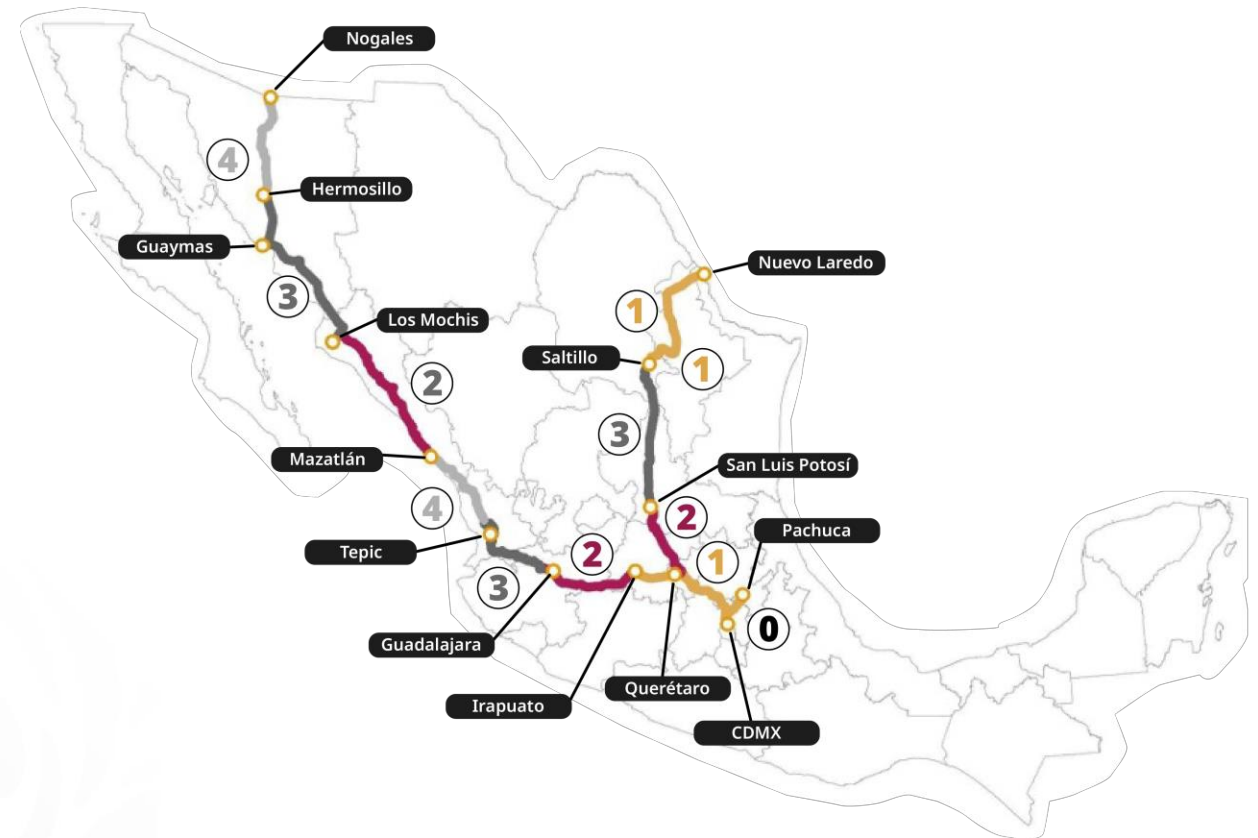 Nogales
4
Hermosillo
Guaymas
3
Los Mochis
2
Mazatlán
4
Tepic
3
Guadalajara
2
Irapuato
Querétaro
CDMX
0
Pachuca
1
2
San Luis Potosí
3
Saltillo
1
1
Nuevo Laredo